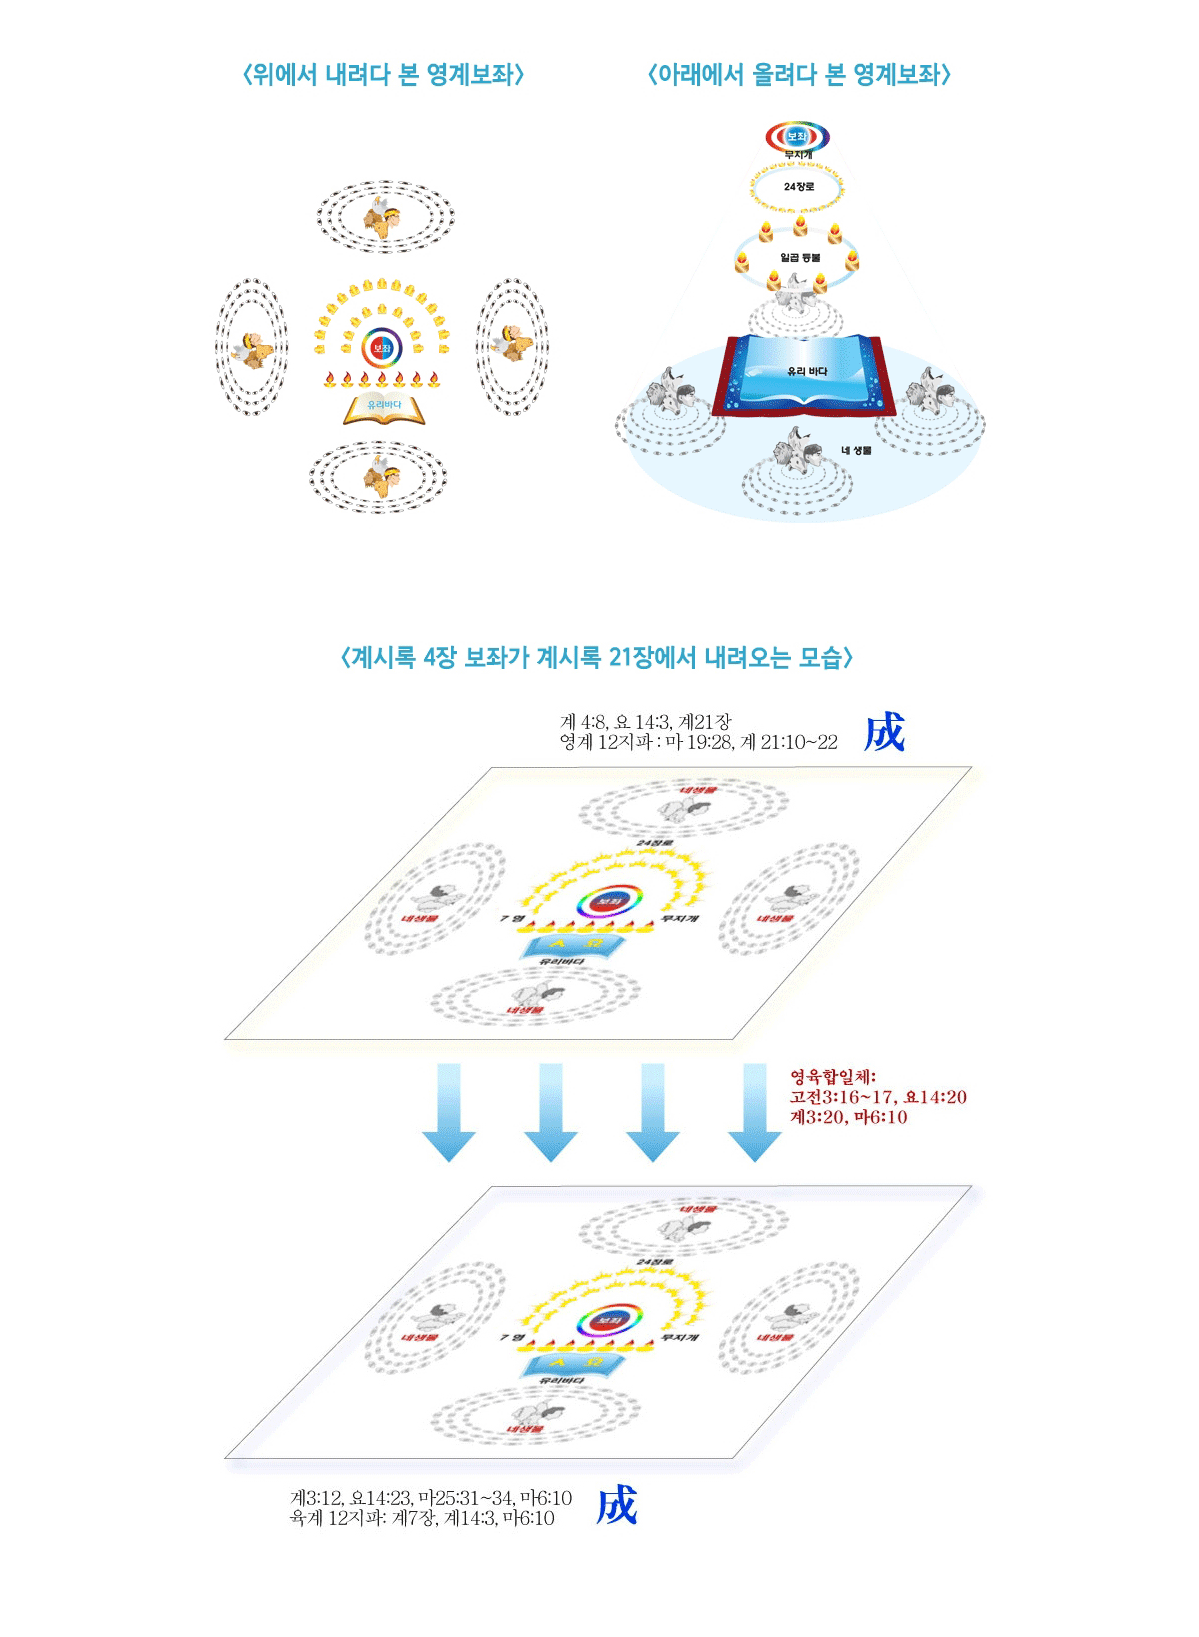 <위에서 내려다 본 영계보좌>
보좌
유리바다
<아래에서 올려다 본 영계보좌>
보좌
무지개
24장로
일곱 등불
유리 바다
네 생물
<계시록 4장 보좌가 계시록 21장에서 내려오는 모습>
계 4:8, 요 14:3, 계21장
영계 12지파 : 마 19:28, 계 21:10~22
成
네생물
24장로
네생물
보좌
네생물
7 영
무지개
ㅅ 요
유리바다
네생물
영육합일체:
고전3:16~17, 요14:20
계3:20, 마6:10
네생물
24장로
네생물
보좌
네생물
7 영
무지개
ㅅ 요
유리바다
네생물
계3:12, 요14:23, 마25:31~34, 마6:10
육계 12지파: 계7장, 계14:3, 마6:10
成